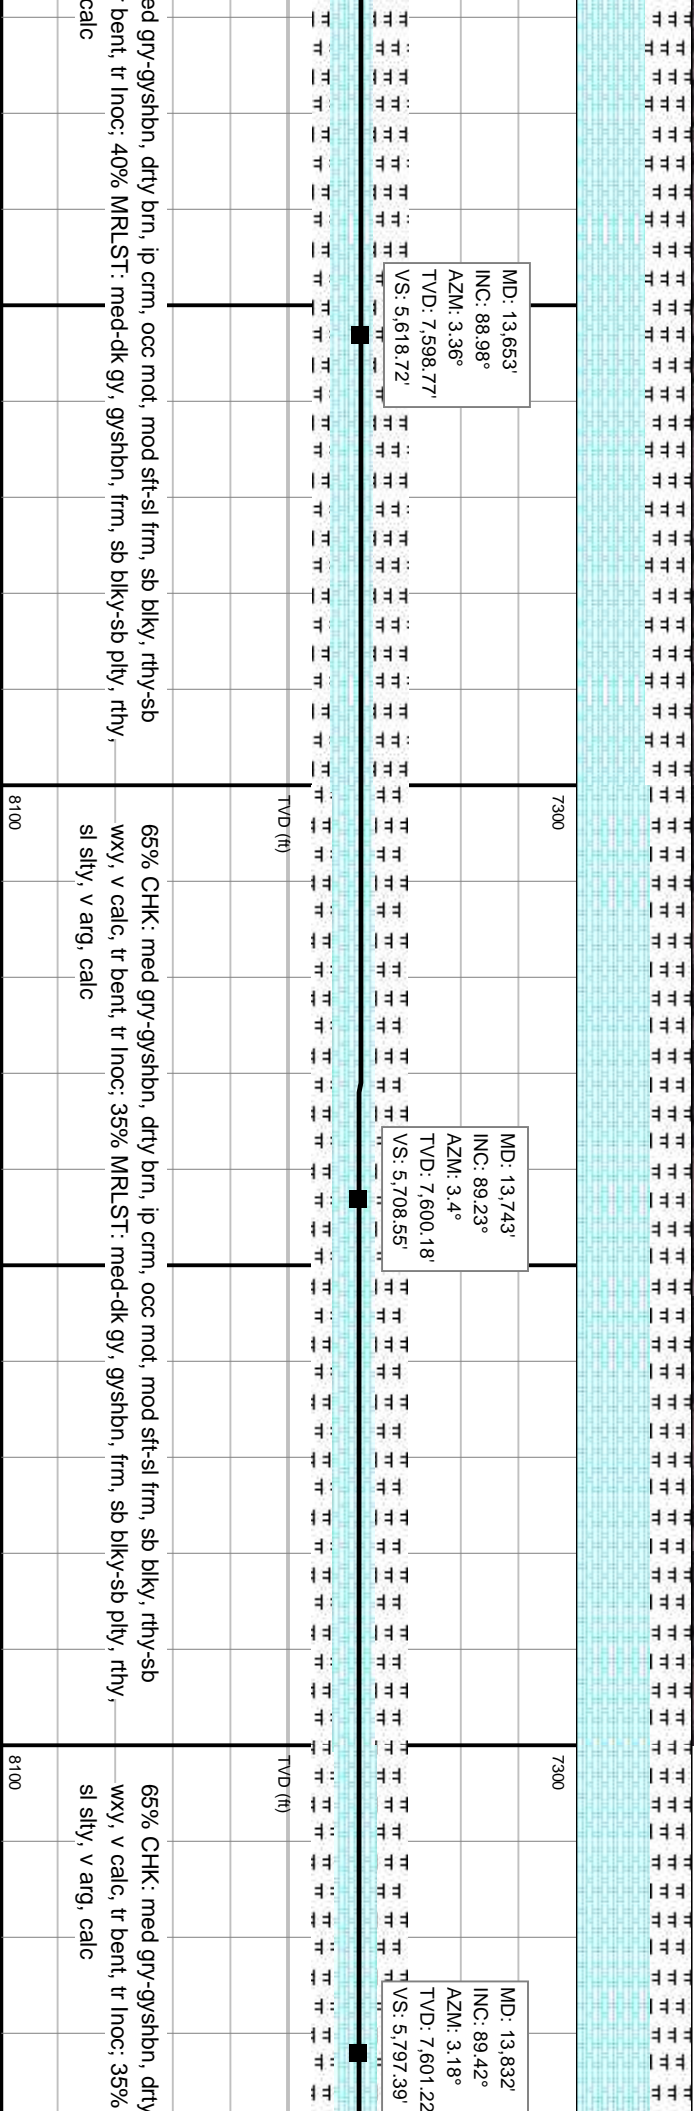 ed gry-gyshbn, drty brn, ip crm, occ mot, mod sft-sl frm, sb blky, rthy-sb
bent, tr Inoc; 40% MRLST: med-dk gy, gyshbn, frm, sb blky-sb plty, rthy,
calc
MD: 13,653'
INC: 88.98°
AZM: 3.36°
TVD: 7,598.77'
VS: 5,618.72'
7300
TVD (ft)
8100
65% CHK: med gry-gyshbn, drty brn, ip crm, occ mot, mod sft-sl frm, sb blky, rthy-sb
wxy, v calc, tr bent, tr Inoc; 35% MRLST: med-dk gy, gyshbn, frm, sb blky-sb plty, rthy,
sl slty, v arg, calc
MD: 13,743'
INC: 89.23°
AZM: 3.4°
TVD: 7,600.18'
VS: 5,708.55'
7300
TVD (ft)
8100
65% CHK: med gry-gyshbn, drty
wxy, v calc, tr bent, tr Inoc; 35%
sl slty, v arg, calc
MD: 13,832'
INC: 89.42°
AZM: 3.18°
TVD: 7,601.22
VS: 5,797.39'